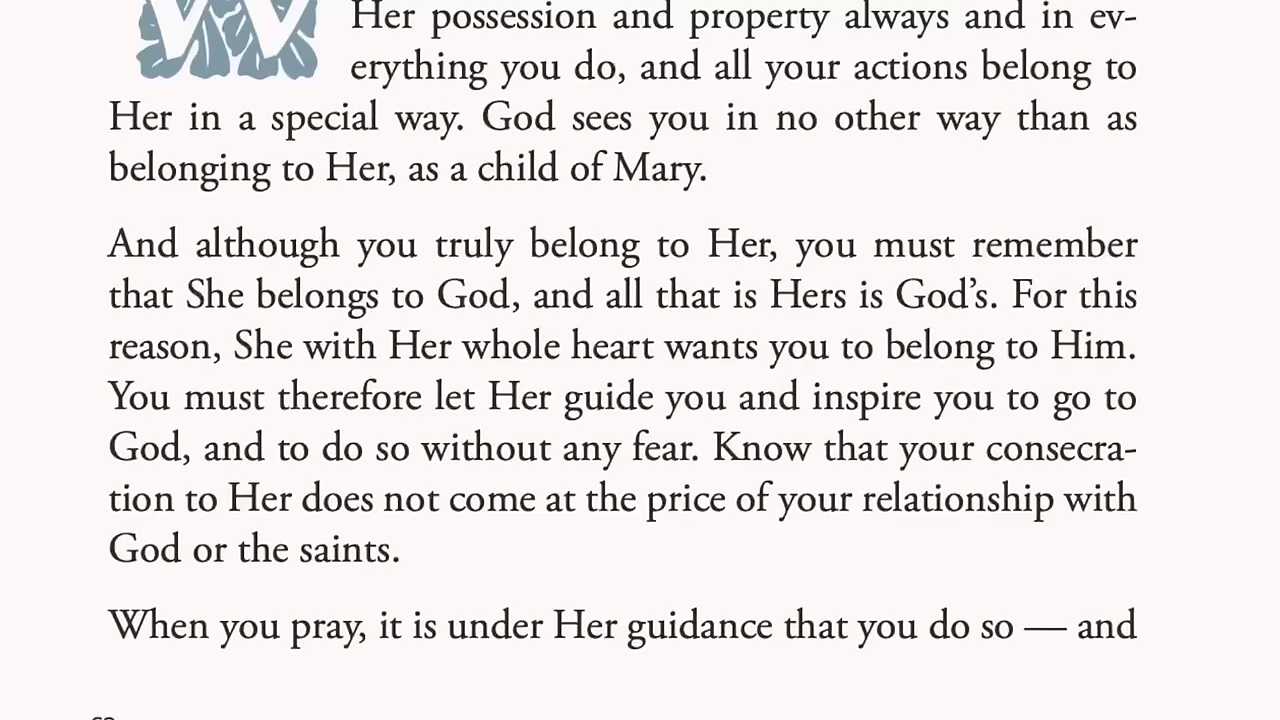 W Her possession and property always and in ev-
erything you do, and all your actions belong to
Her in a special way. God sees you in no other way than as
belonging to Her, as a child of Mary.
And although you truly belong to Her, you must remember
that She belongs to God, and all that is Hers is God’s. For this
reason, She with Her whole heart wants you to belong to Him.
You must therefore let Her guide you and inspire you to go to
God, and to do so without any fear. Know that your consecra-
tion to Her does not come at the price of your relationship with
God or the saints.
When you pray, it is under Her guidance that you do so — and